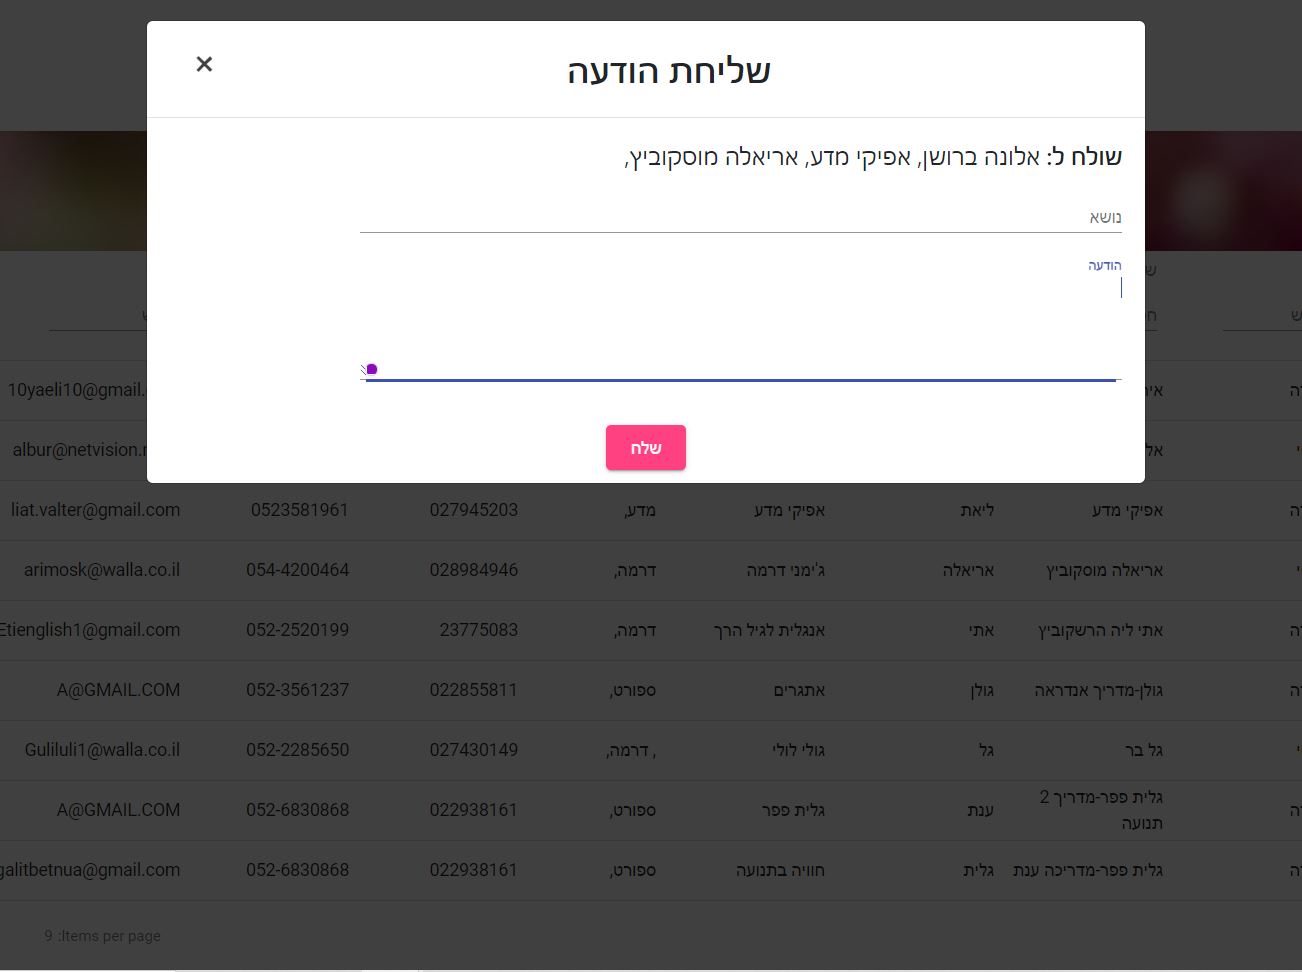 שליחת הודעה
שולח ל: אלונה ברושן, אפיקי מדע, אריאלה מוסקוביץ,
נושא
הודעה
שלח
10yaeli10@gmail.
albur@netvision.
אפיקי מדע ליאת אפיקי מדע מדע, 027945203 0523581961 liat.valter@gmail.com
אריאלה מוסקוביץ אריאלה ג'ימני דרמה דרמה, 028984946 054-4200464 arimosk@walla.co.il
אתי ליה הרשקוביץ אתי אנגלית לגיל הרך דרמה, 23775083 052-2520199 Etienglish1@gmail.com
גולן-מדריך אנדראה גולן אתגרים ספורט, 022855811 052-3561237 A@GMAIL.COM
גל בר גל גולי לולי , דרמה, 027430149 052-2285650 Guliluli1@walla.co.il
גלית פפר-מדריך 2 תנועה ענת גלית פפר ספורט, 022938161 052-6830868 A@GMAIL.COM
גלית פפר-מדריכה ענת גלית חוויה בתנועה ספורט, 022938161 052-6830868 galitbetnua@gmail.com
Items per page: 9